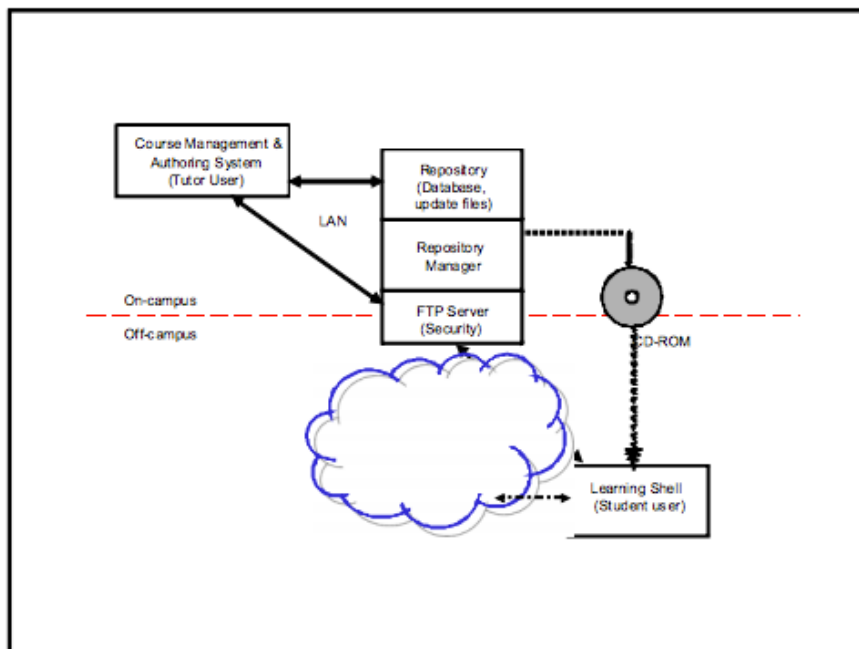 Course Management &
Authoring System
(Tutor User)
Repository
(Database,
update files)
LAN
Repository
Manager
On-campus
FTP Server
(Security)
Off-campus
CD-ROM
Learning Shell
(Student user)